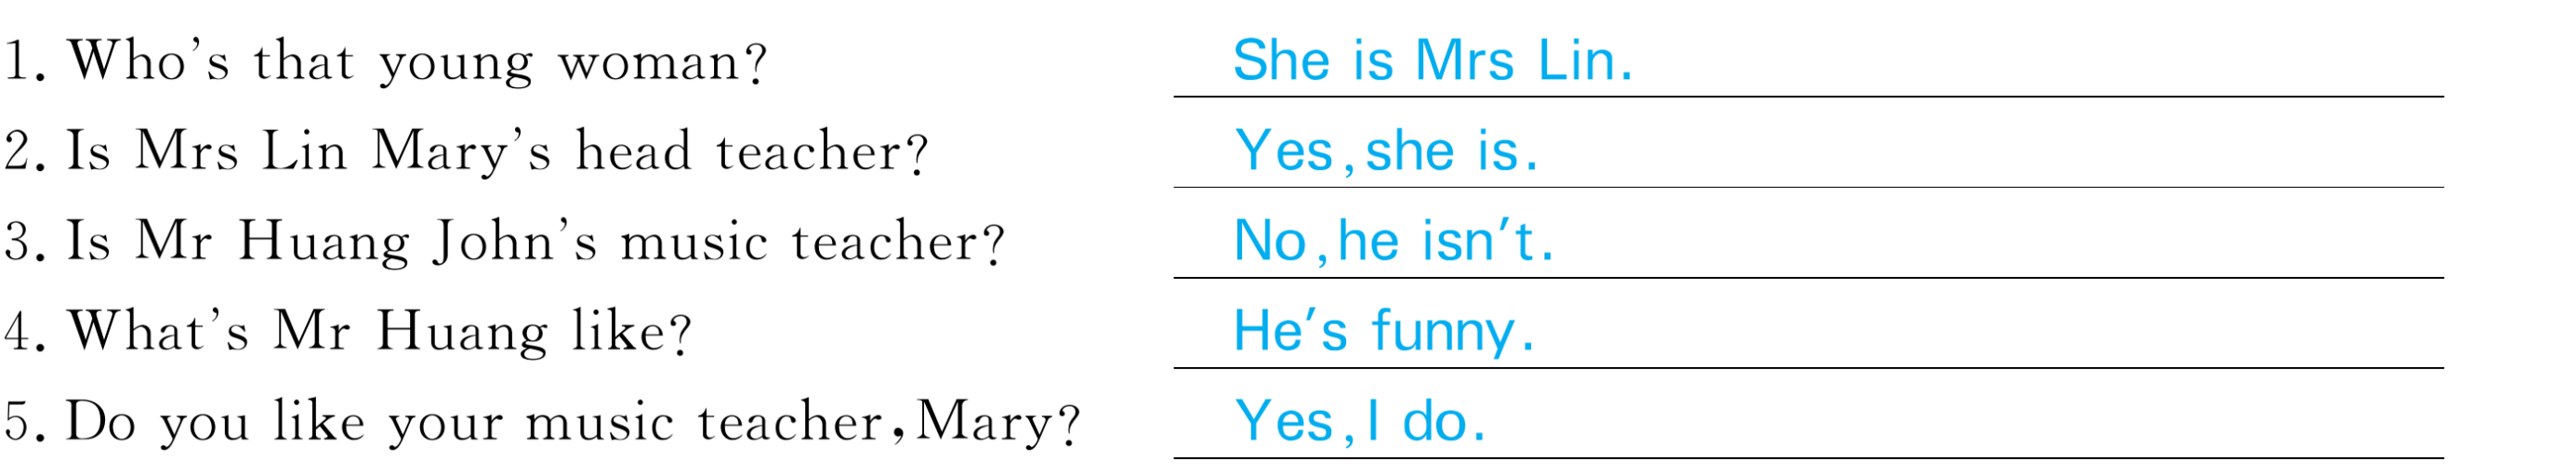 1. Who's that young woman? She is Mrs Lin.
2. Is Mrs Lin Mary's head teacher? Yes,she is.
3. Is Mr Huang John's music teacher? No,he isn't.
4. What's Mr Huang like? He's funny.
5. Do you like your music teacher,Mary? Yes,I do.